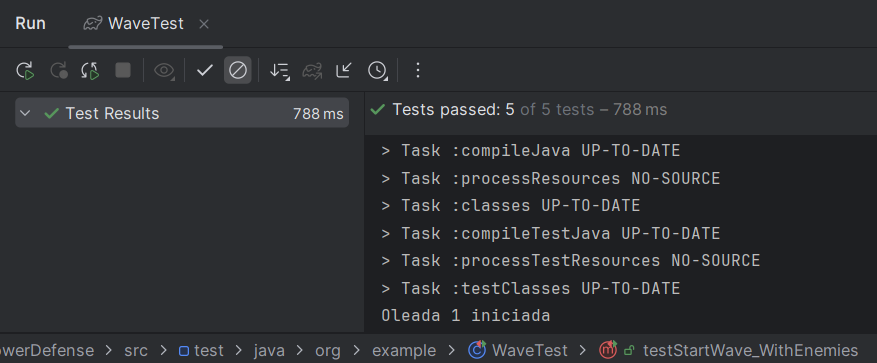 Run WaveTest
Test Results 788 ms
Tests passed: 5 of 5 tests – 788 ms
> Task :compileJava UP-TO-DATE
> Task :processResources NO-SOURCE
> Task :classes UP-TO-DATE
> Task :compileTestJava UP-TO-DATE
> Task :processTestResources NO-SOURCE
> Task :testClasses UP-TO-DATE
Oleada 1 iniciada
owerDefense > src > test > java > org > example > WaveTest > testStartWave_WithEnemies